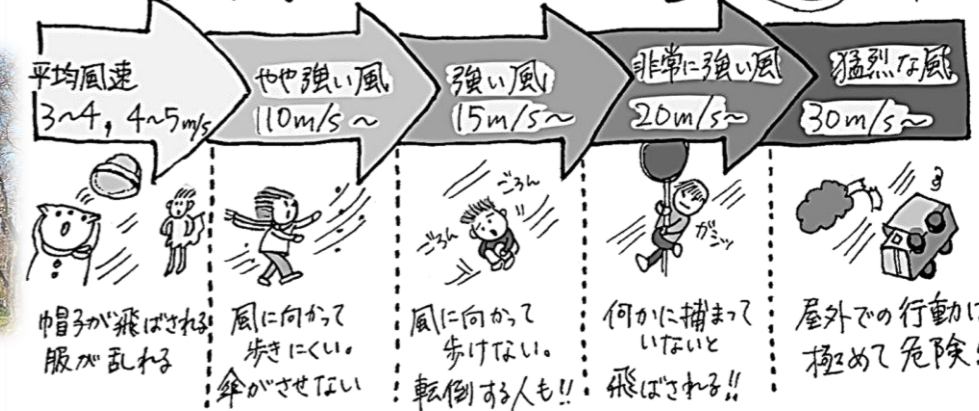 平均風速
3~4, 4~5m/s
やや強い風
110m/s~
強い風
15m/s~
非常に強い風
20m/s~
猛烈な風
30m/s~
ごろん
ごろん
ガシッ
帽子が飛ばされる
服が乱れる
風に向かって
歩きにくい。
傘がさせない
風に向かって
歩けない。
転倒する人も!!
何かに捕まって
いないと
飛ばされる!!
屋外での行動は
極めて危険!